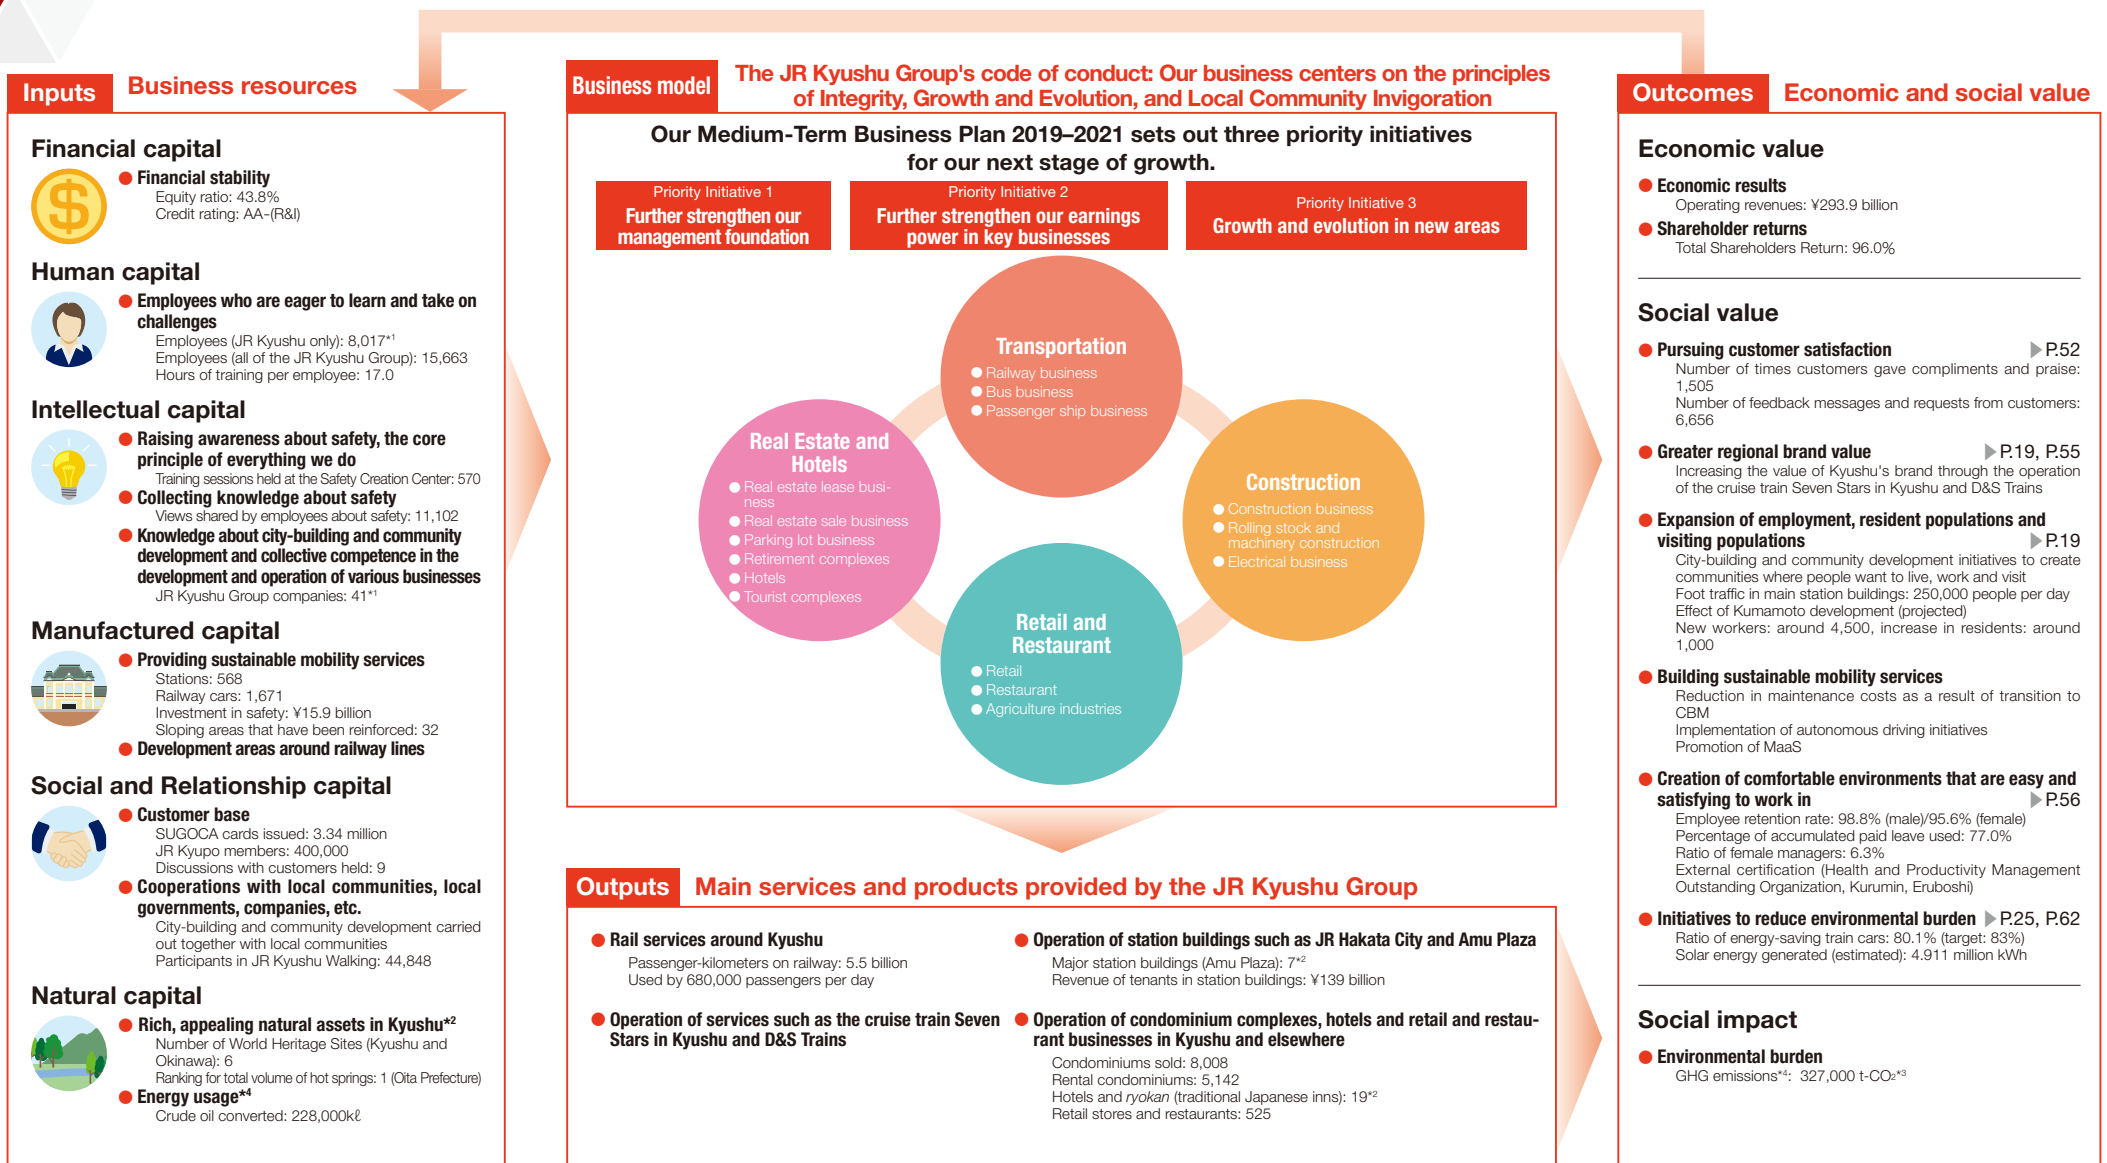 Inputs
Business resources
Financial capital
● Financial stability
Equity ratio: 43.8%
Credit rating: AA-(R&I)
Human capital
● Employees who are eager to learn and take on
challenges
Employees (JR Kyushu only): 8,017*1
Employees (all of the JR Kyushu Group): 15,663
Hours of training per employee: 17.0
Intellectual capital
● Raising awareness about safety, the core
principle of everything we do
Training sessions held at the Safety Creation Center: 570
● Collecting knowledge about safety
Views shared by employees about safety: 11,102
● Knowledge about city-building and community
development and collective competence in the
development and operation of various businesses
JR Kyushu Group companies: 41*1
Manufactured capital
● Providing sustainable mobility services
Stations: 568
Railway cars: 1,671
Investment in safety: ¥15.9 billion
Sloping areas that have been reinforced: 32
● Development areas around railway lines
Social and Relationship capital
● Customer base
SUGOCA cards issued: 3.34 million
JR Kyupo members: 400,000
Discussions with customers held: 9
● Cooperations with local communities, local
governments, companies, etc.
City-building and community development carried
out together with local communities
Participants in JR Kyushu Walking: 44,848
Natural capital
● Rich, appealing natural assets in Kyushu*2
Number of World Heritage Sites (Kyushu and
Okinawa): 6
Ranking for total volume of hot springs: 1 (Oita Prefecture)
● Energy usage*4
Crude oil converted: 228,000kℓ
Business model
The JR Kyushu Group's code of conduct: Our business centers on the principles
of Integrity, Growth and Evolution, and Local Community Invigoration
Our Medium-Term Business Plan 2019–2021 sets out three priority initiatives
for our next stage of growth.
Priority Initiative 1
Further strengthen our
management foundation
Priority Initiative 2
Further strengthen our earnings
power in key businesses
Priority Initiative 3
Growth and evolution in new areas
Transportation
● Railway business
● Bus business
● Passenger ship business
Real Estate and
Hotels
● Real estate lease busi-
ness
● Real estate sale business
● Parking lot business
● Retirement complexes
● Hotels
● Tourist complexes
Construction
● Construction business
● Rolling stock and
machinery construction
● Electrical business
Retail and
Restaurant
● Retail
● Restaurant
● Agriculture industries
Outputs
Main services and products provided by the JR Kyushu Group
● Rail services around Kyushu
Passenger-kilometers on railway: 5.5 billion
Used by 680,000 passengers per day
● Operation of services such as the cruise train Seven
Stars in Kyushu and D&S Trains
● Operation of station buildings such as JR Hakata City and Amu Plaza
Major station buildings (Amu Plaza): 7*2
Revenue of tenants in station buildings: ¥139 billion
● Operation of condominium complexes, hotels and retail and restau-
rant businesses in Kyushu and elsewhere
Condominiums sold: 8,008
Rental condominiums: 5,142
Hotels and ryokan (traditional Japanese inns): 19*2
Retail stores and restaurants: 525
Outcomes
Economic and social value
Economic value
● Economic results
Operating revenues: ¥293.9 billion
● Shareholder returns
Total Shareholders Return: 96.0%
Social value
● Pursuing customer satisfaction ▶P.52
Number of times customers gave compliments and praise:
1,505
Number of feedback messages and requests from customers:
6,656
● Greater regional brand value ▶P.19, P.55
Increasing the value of Kyushu's brand through the operation
of the cruise train Seven Stars in Kyushu and D&S Trains
● Expansion of employment, resident populations and
visiting populations ▶P.19
City-building and community development initiatives to create
communities where people want to live, work and visit
Foot traffic in main station buildings: 250,000 people per day
Effect of Kumamoto development (projected)
New workers: around 4,500, increase in residents: around
1,000
● Building sustainable mobility services
Reduction in maintenance costs as a result of transition to
CBM
Implementation of autonomous driving initiatives
Promotion of MaaS
● Creation of comfortable environments that are easy and
satisfying to work in ▶P.56
Employee retention rate: 98.8% (male)/95.6% (female)
Percentage of accumulated paid leave used: 77.0%
Ratio of female managers: 6.3%
External certification (Health and Productivity Management
Outstanding Organization, Kurumin, Eruboshi)
● Initiatives to reduce environmental burden ▶P.25, P.62
Ratio of energy-saving train cars: 80.1% (target: 83%)
Solar energy generated (estimated): 4.911 million kWh
Social impact
● Environmental burden
GHG emissions*4: 327,000 t-CO2*3